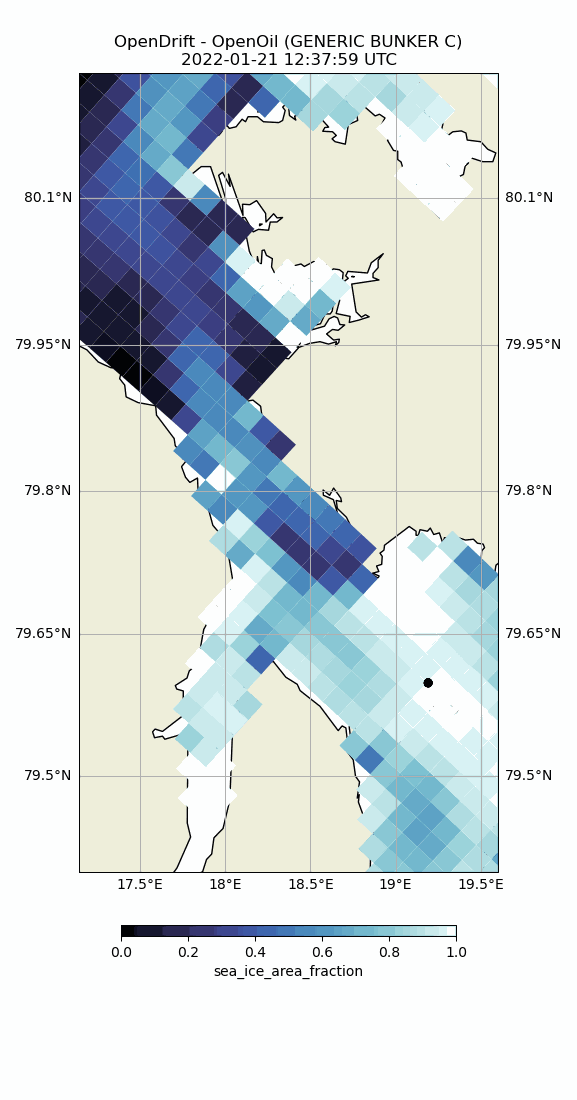 OpenDrift - OpenOil (GENERIC BUNKER C)
2022-01-21 12:37:59 UTC
80.1°N 80.1°N
79.95°N 79.95°N
79.8°N 79.8°N
79.65°N 79.65°N
79.5°N 79.5°N
17.5°E 18°E 18.5°E 19°E 19.5°E
0.0 0.2 0.4 0.6 0.8 1.0
sea_ice_area_fraction